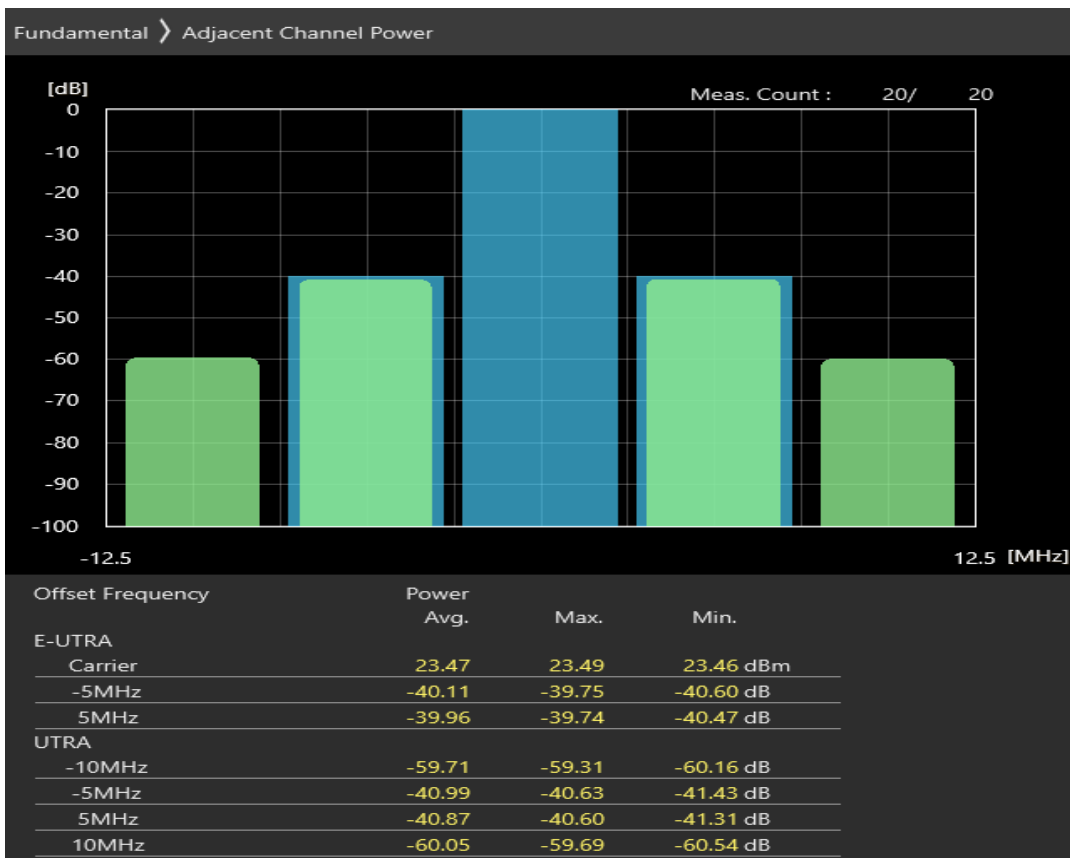 Fundamental 〉 Adjacent Channel Power
[dB]
Meas. Count : 20/ 20
0
-10
-20
-30
-40
-50
-60
-70
-80
-90
-100
-12.5 12.5 [MHz]
Offset Frequency Power
Avg. Max. Min.
E-UTRA
Carrier 23.47 23.49 23.46 dBm
-5MHz -40.11 -39.75 -40.60 dB
5MHz -39.96 -39.74 -40.47 dB
UTRA
-10MHz -59.71 -59.31 -60.16 dB
-5MHz -40.99 -40.63 -41.43 dB
5MHz -40.87 -40.60 -41.31 dB
10MHz -60.05 -59.69 -60.54 dB